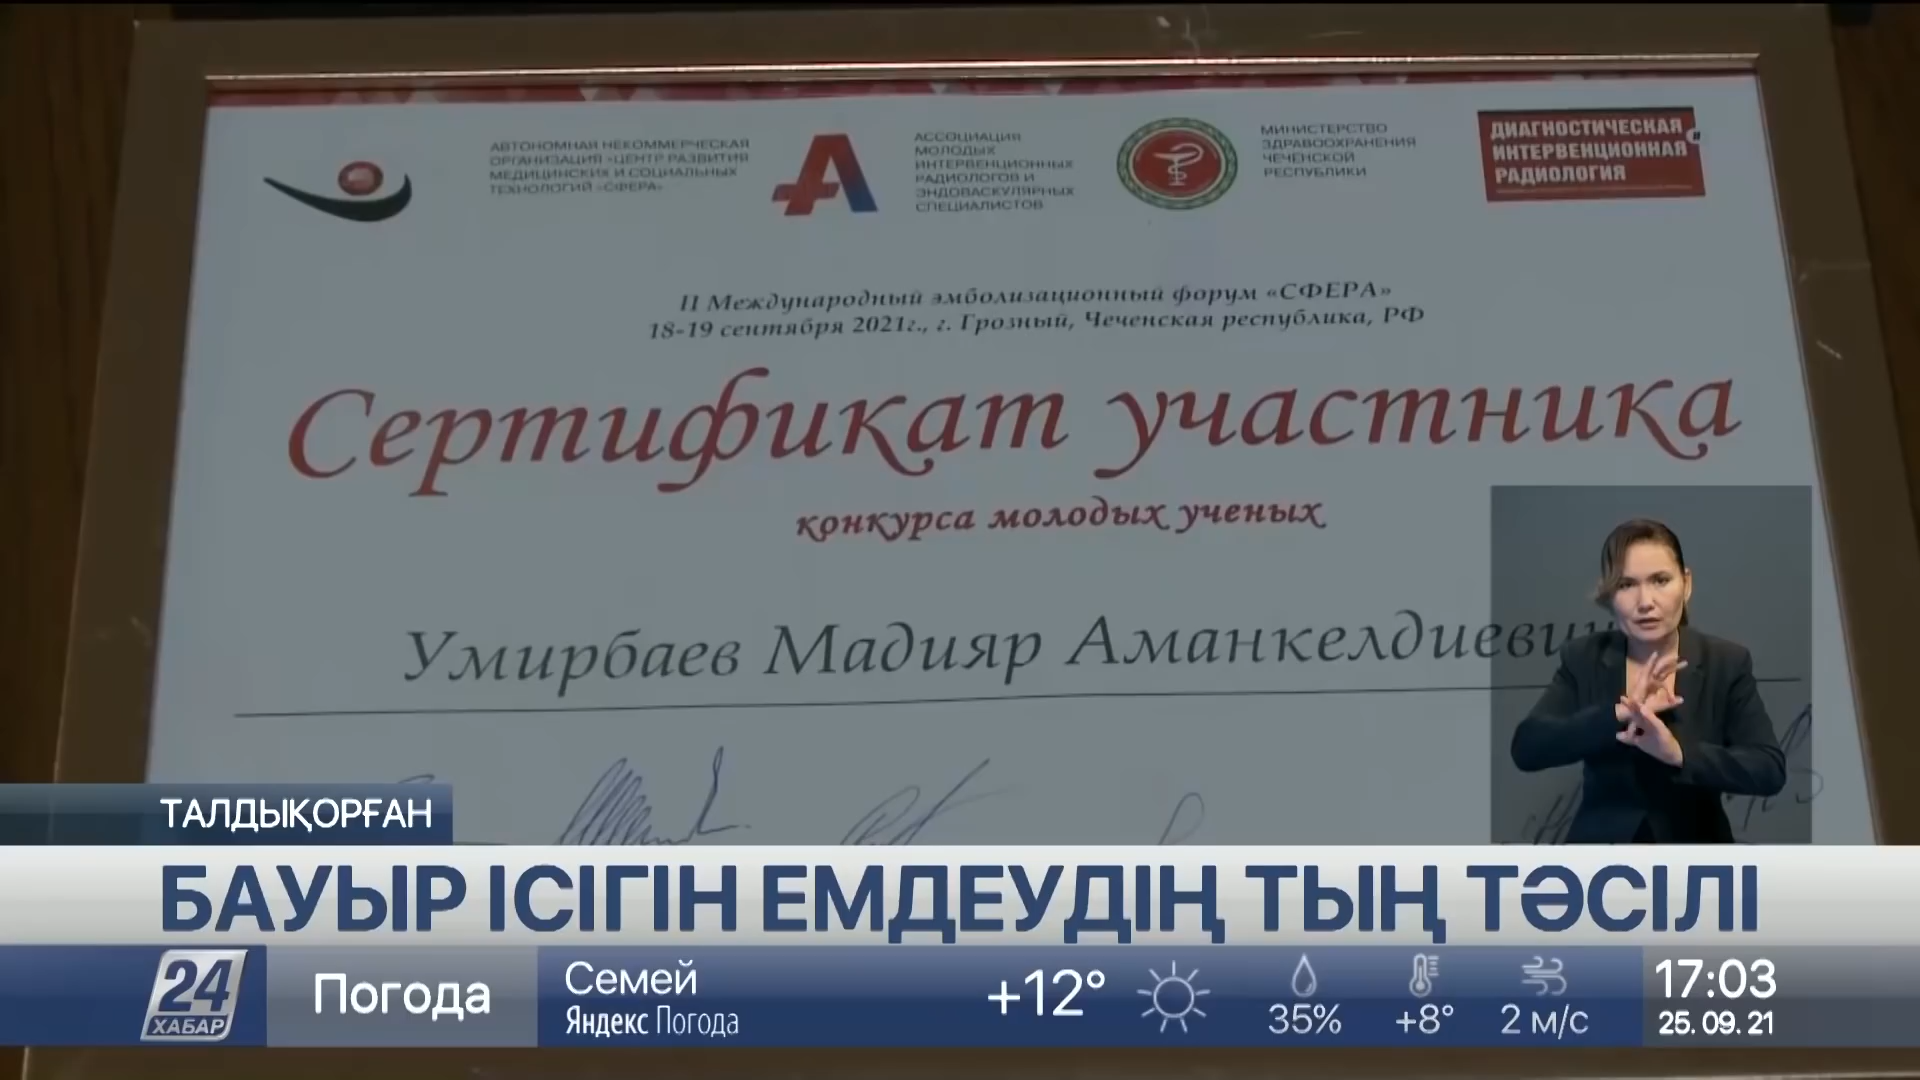 АВТОНОМНАЯ НЕКОММЕРЧЕСКАЯ
ОРГАНИЗАЦИЯ «ЦЕНТР РАЗВИТИЯ
МЕДИЦИНСКИХ И СОЦИАЛЬНЫХ
ТЕХНОЛОГИЙ «СФЕРА»
АССОЦИАЦИЯ
МОЛОДЫХ
ИНТЕРВЕНЦИОННЫХ
РАДИОЛОГОВ И
ЭНДОВАСКУЛЯРНЫХ
СПЕЦИАЛИСТОВ
МИНИСТЕРСТВО
ЗДРАВООХРАНЕНИЯ
ЧЕЧЕНСКОЙ
РЕСПУБЛИКИ
ДИАГНОСТИЧЕСКАЯ и
ИНТЕРВЕНЦИОННАЯ
РАДИОЛОГИЯ
II Международный эмболизационный форум «СФЕРА»
18-19 сентября 2021г., г. Грозный, Чеченская республика, РФ
Сертификат участника
конкурса молодых ученых
Умирбаев Мадияр Аманкелдиевич
ТАЛДЫҚОРҒАН
БАУЫР ІСІГІН ЕМДЕУДІҢ ТЫҢ ТӘСІЛІ
24
ХАБАР
Погода
Семей
Яндекс Погода
+12°
35%
+8°
2 м/с
17:03
25. 09. 21